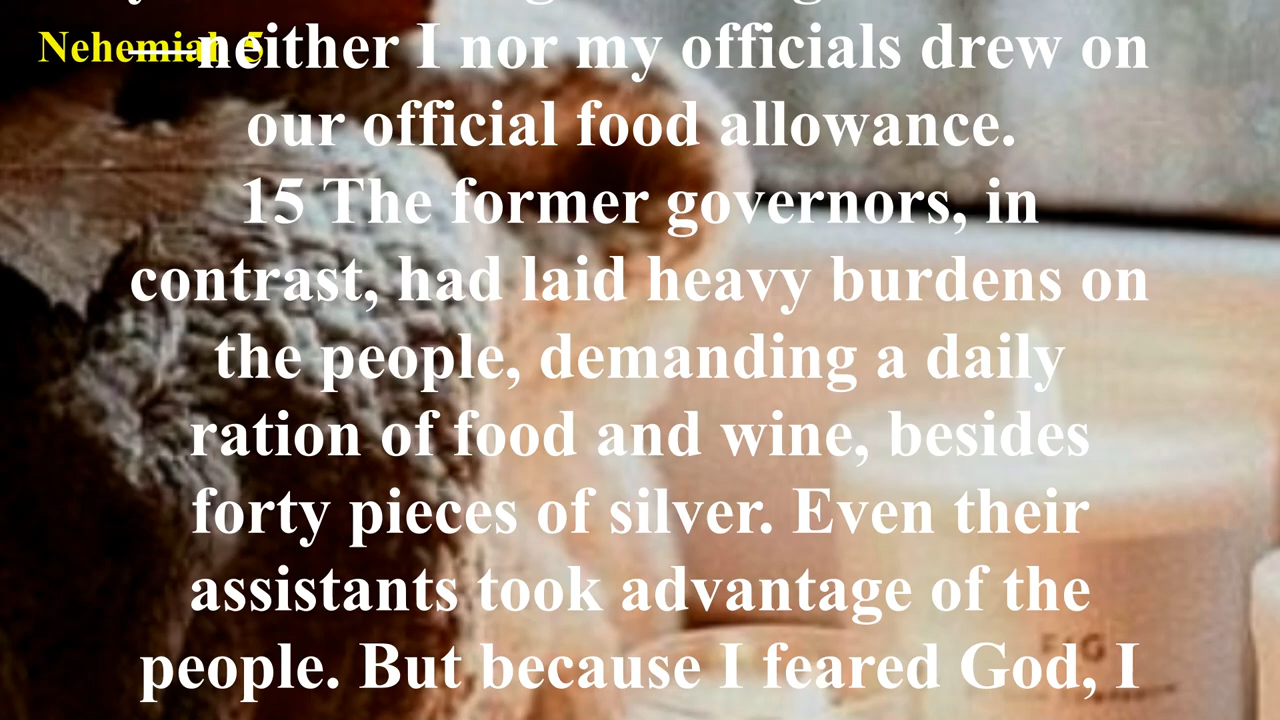 Nehemiah 5
—neither I nor my officials drew on
our official food allowance.
15 The former governors, in
contrast, had laid heavy burdens on
the people, demanding a daily
ration of food and wine, besides
forty pieces of silver. Even their
assistants took advantage of the
people. But because I feared God, I
FIG